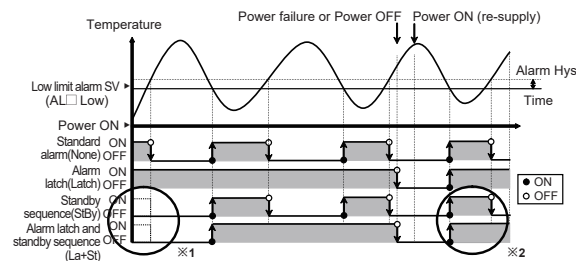 Temperature
Power failure or Power OFF
Power ON (re-supply)
Alarm Hys
Low limit alarm SV
(AL□ Low)
Time
Power ON
Standard
alarm(None)
ON
OFF
Alarm
latch(Latch)
ON
OFF
Standby
sequence(StBy)
ON
OFF
Alarm latch and
standby sequence
(La+St)
ON
OFF
● ON
○ OFF
※1
※2